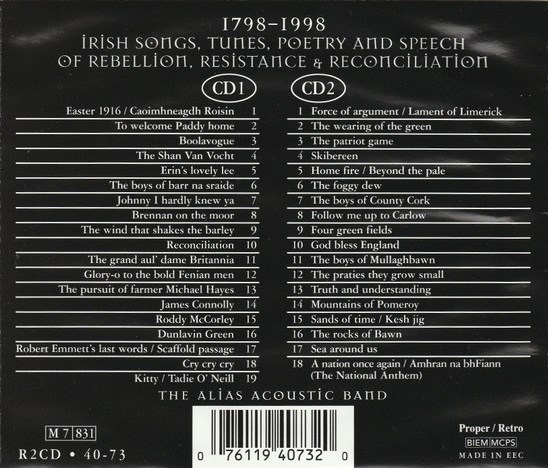 1798–1998
IRISH SONGS, TUNES, POETRY AND SPEECH
OF REBELLION, RESISTANCE & RECONCILIATION
CD1
Easter 1916 / Caoimhneagdh Roisin 1
To welcome Paddy home 2
Boolavogue 3
The Shan Van Vocht 4
Erin's lovely lee 5
The boys of barr na sraide 6
Johnny I hardly knew ya 7
Brennan on the moor 8
The wind that shakes the barley 9
Reconciliation 10
The grand aul' dame Britannia 11
Glory-o to the bold Fenian men 12
The pursuit of farmer Michael Hayes 13
James Connolly 14
Roddy McCorley 15
Dunlavin Green 16
Robert Emmett's last words / Scaffold passage 17
Cry cry cry 18
Kitty / Tadie O' Neill 19
CD2
1 Force of argument / Lament of Limerick
2 The wearing of the green
3 The patriot game
4 Skibereen
5 Home fire / Beyond the pale
6 The foggy dew
7 The boys of County Cork
8 Follow me up to Carlow
9 Four green fields
10 God bless England
11 The boys of Mullaghbawn
12 The praties they grow small
13 Truth and understanding
14 Mountains of Pomeroy
15 Sands of time / Kesh jig
16 The rocks of Bawn
17 Sea around us
18 A nation once again / Amhran na bhFiann
(The National Anthem)
THE ALIAS ACOUSTIC BAND
M 7 831
R2CD • 40-73
0 76119 40732 0
Proper / Retro
BIEM MCPS
MADE IN EEC